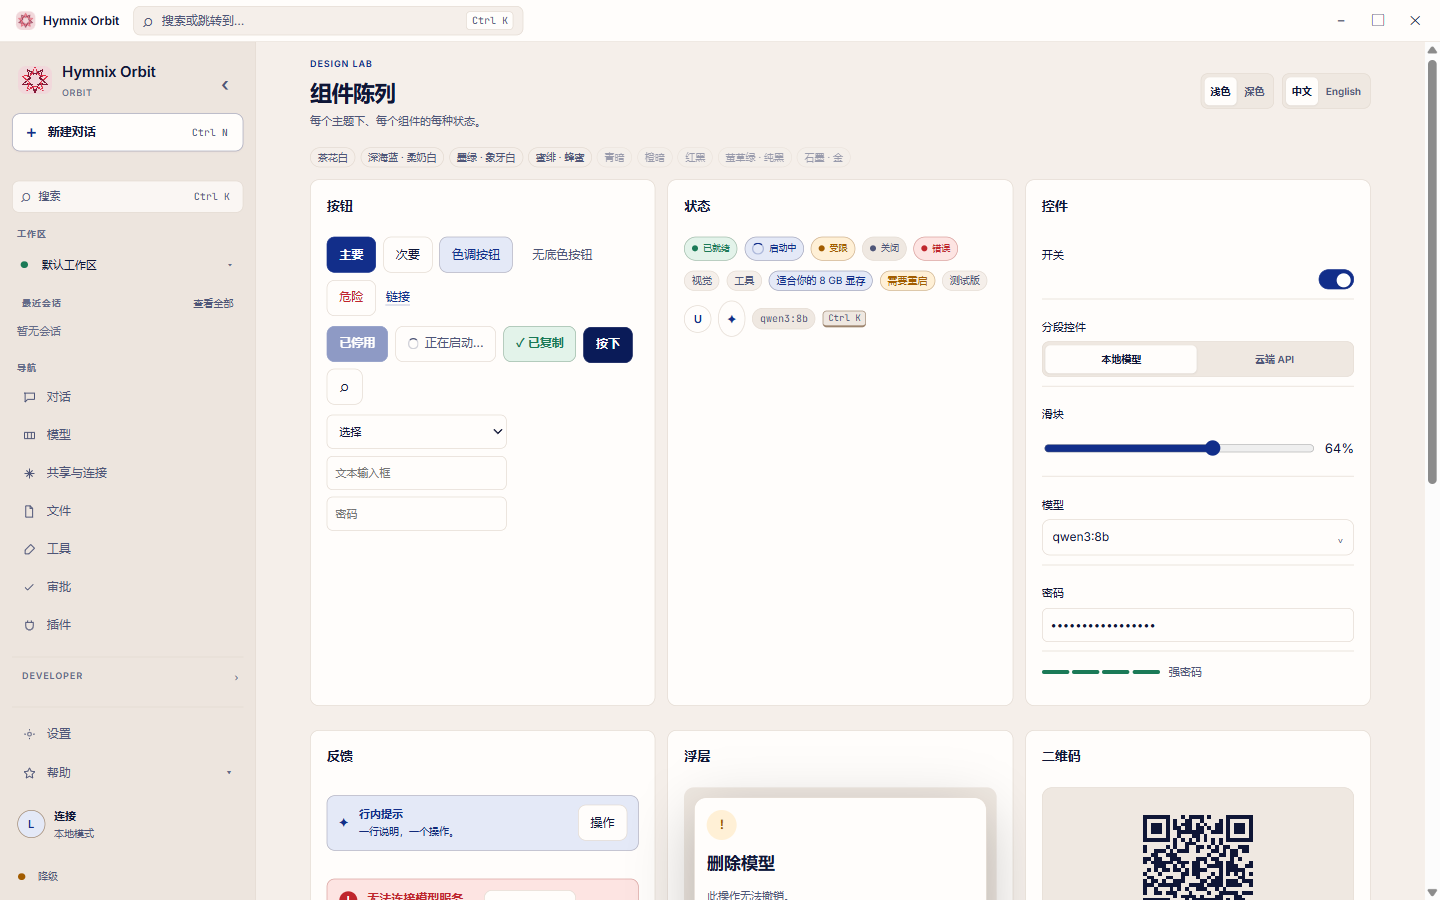 Hymnix Orbit
搜索或跳转到...
Ctrl K
Hymnix Orbit
ORBIT
新建对话
Ctrl N
搜索
Ctrl K
工作区
默认工作区
最近会话
查看全部
暂无会话
导航
对话
模型
共享与连接
文件
工具
审批
插件
DEVELOPER
设置
帮助
L
连接
本地模式
降级
DESIGN LAB
组件陈列
每个主题下、每个组件的每种状态。
浅色
深色
中文
English
茶花白
深海蓝 · 柔奶白
墨绿 · 象牙白
蜜绯 · 蜂蜜
青暗
橙暗
红黑
萤草绿 · 纯黑
石墨 · 金
按钮
主要
次要
色调按钮
无底色按钮
危险
链接
已停用
正在启动...
✓ 已复制
按下
选择
文本输入框
密码
状态
已就绪
启动中
受限
关闭
错误
视觉
工具
适合你的 8 GB 显存
需要重启
测试版
U
qwen3:8b
Ctrl K
控件
开关
分段控件
本地模型
云端 API
滑块
64%
模型
qwen3:8b
密码
•••••••••••••••••
强密码
反馈
行内提示
一行说明，一个操作。
操作
无法连接模型服务
浮层
!
删除模型
此操作无法撤销。
二维码